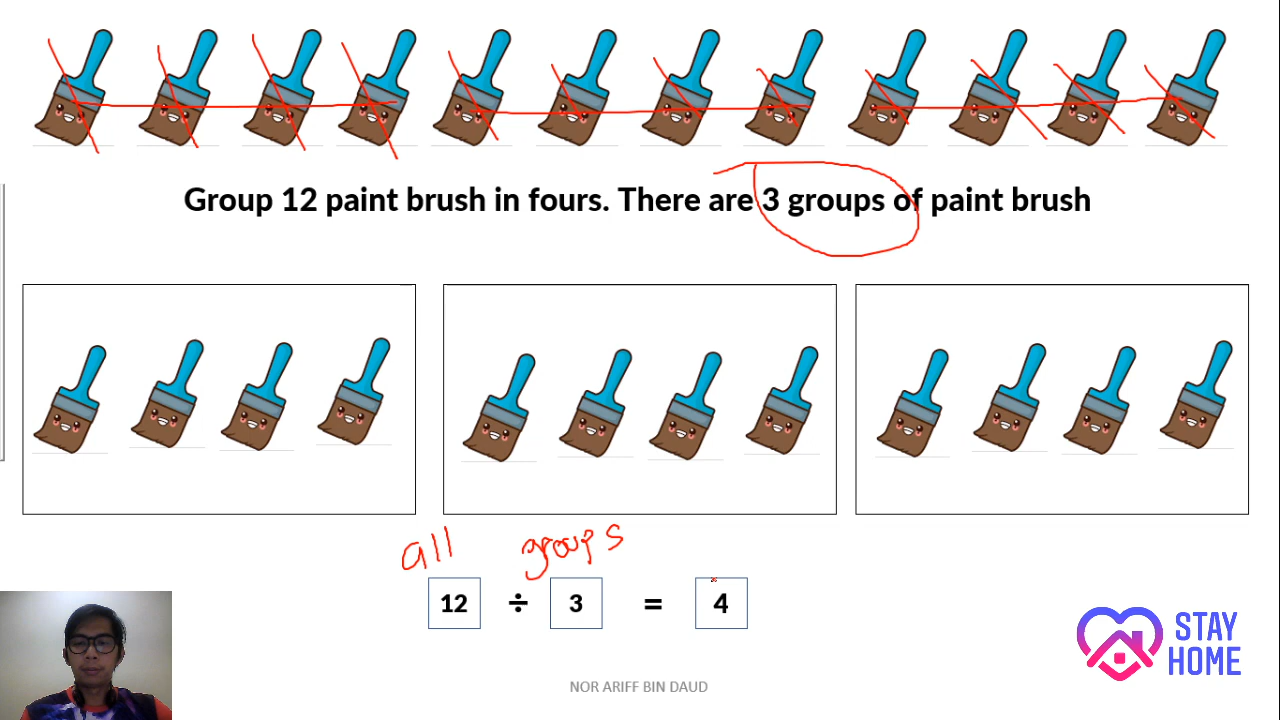 Group 12 paint brush in fours. There are 3 groups of paint brush
all groups
12 ÷ 3 = 4
STAY
HOME
NOR ARIFF BIN DAUD